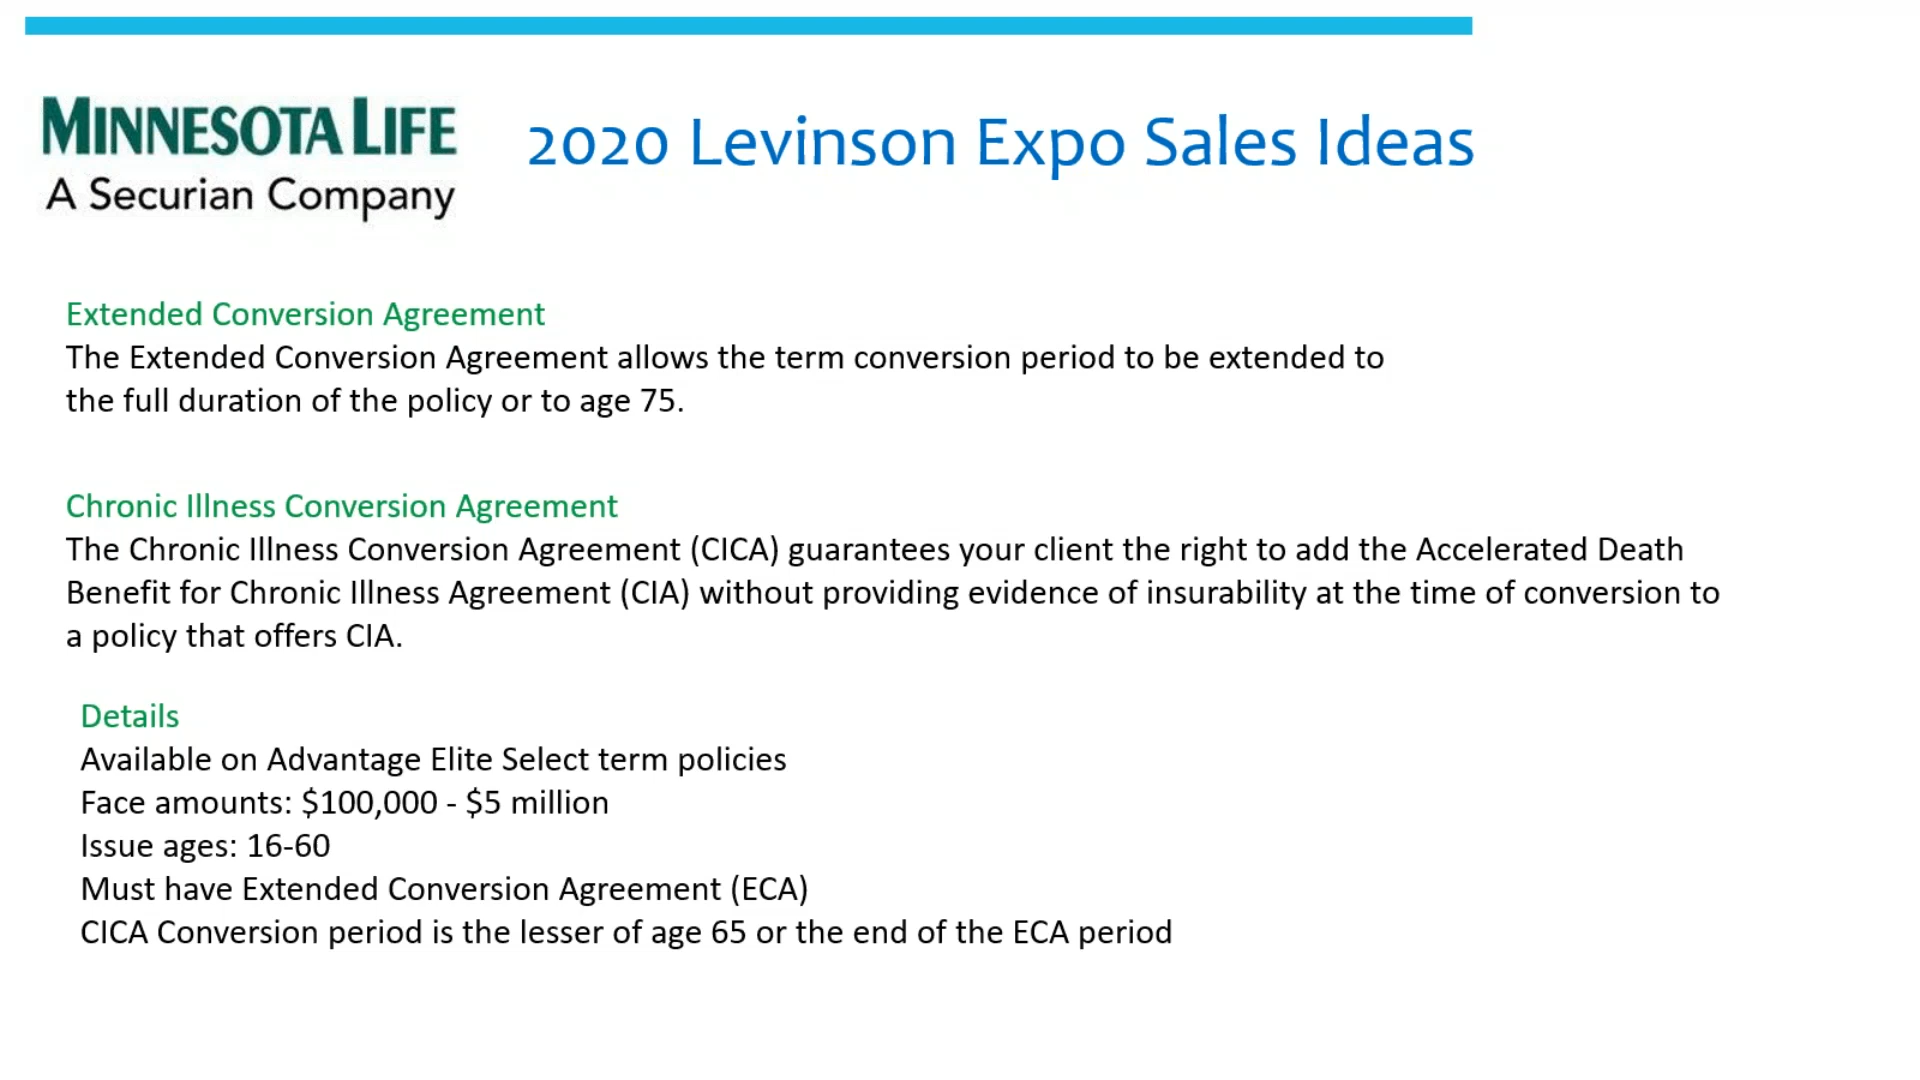 MINNESOTA LIFE
A Securian Company
2020 Levinson Expo Sales Ideas
Extended Conversion Agreement
The Extended Conversion Agreement allows the term conversion period to be extended to
the full duration of the policy or to age 75.
Chronic Illness Conversion Agreement
The Chronic Illness Conversion Agreement (CICA) guarantees your client the right to add the Accelerated Death
Benefit for Chronic Illness Agreement (CIA) without providing evidence of insurability at the time of conversion to
a policy that offers CIA.
Details
Available on Advantage Elite Select term policies
Face amounts: $100,000 - $5 million
Issue ages: 16-60
Must have Extended Conversion Agreement (ECA)
CICA Conversion period is the lesser of age 65 or the end of the ECA period